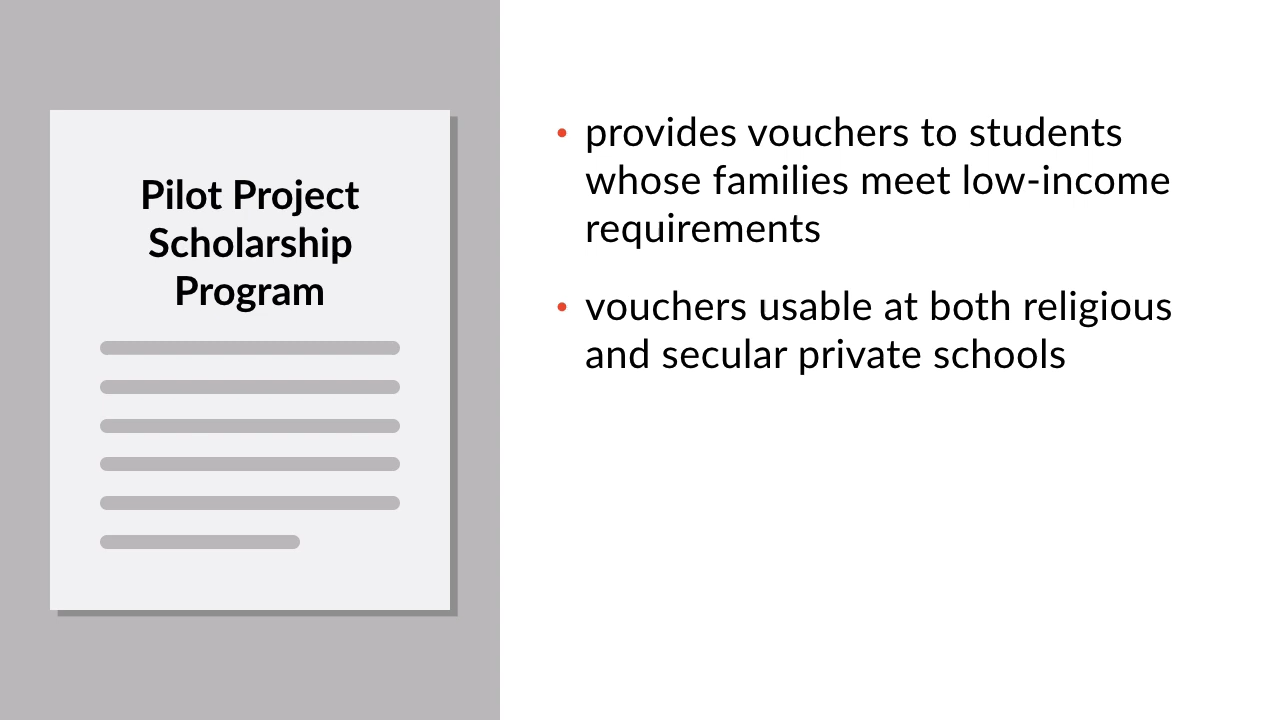 Pilot Project
Scholarship
Program
• provides vouchers to students
whose families meet low-income
requirements
• vouchers usable at both religious
and secular private schools